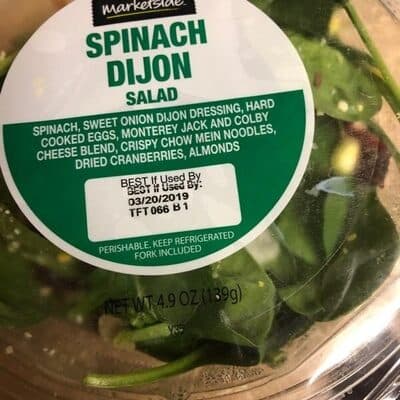 Marketside
SPINACH
DIJON
SALAD
SPINACH, SWEET ONION DIJON DRESSING, HARD
COOKED EGGS, MONTEREY JACK AND COLBY
CHEESE BLEND, CRISPY CHOW MEIN NOODLES,
DRIED CRANBERRIES, ALMONDS
BEST If Used By
BEST If Used By:
03/20/2019
TFT 066 B 1
PERISHABLE. KEEP REFRIGERATED
FORK INCLUDED
NET WT 4.9 OZ (139g)